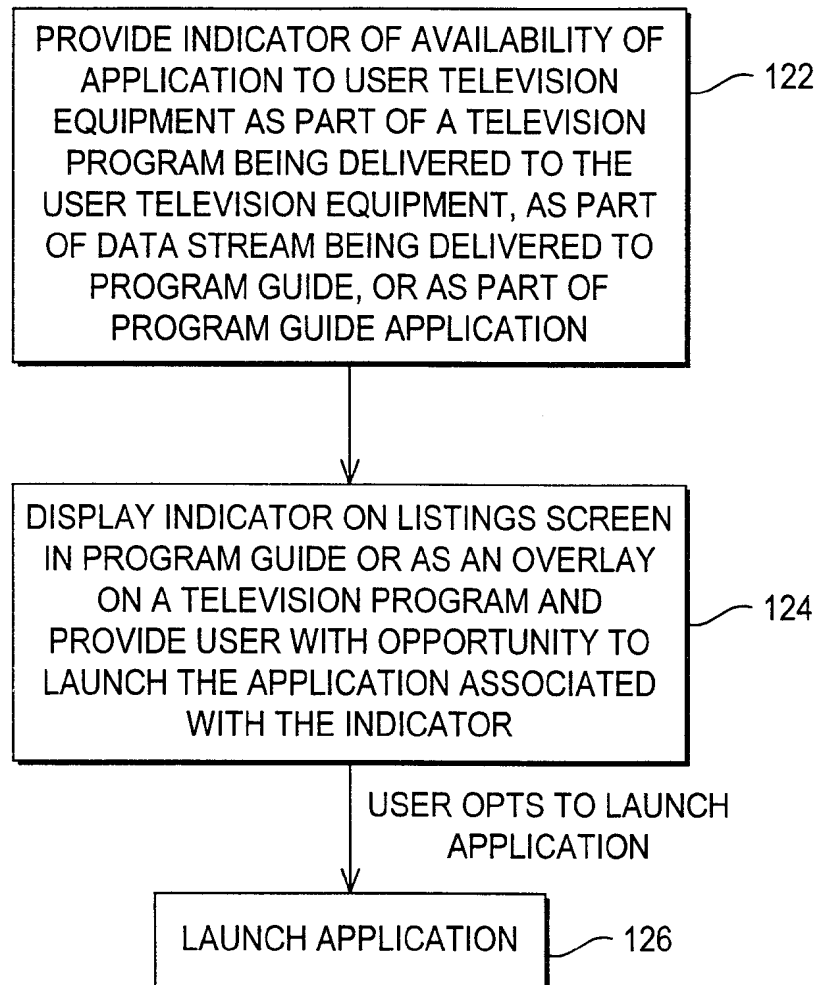 PROVIDE INDICATOR OF AVAILABILITY OF
APPLICATION TO USER TELEVISION
EQUIPMENT AS PART OF A TELEVISION
PROGRAM BEING DELIVERED TO THE
USER TELEVISION EQUIPMENT, AS PART
OF DATA STREAM BEING DELIVERED TO
PROGRAM GUIDE, OR AS PART OF
PROGRAM GUIDE APPLICATION
122
DISPLAY INDICATOR ON LISTINGS SCREEN
IN PROGRAM GUIDE OR AS AN OVERLAY
ON A TELEVISION PROGRAM AND
PROVIDE USER WITH OPPORTUNITY TO
LAUNCH THE APPLICATION ASSOCIATED
WITH THE INDICATOR
124
USER OPTS TO LAUNCH
APPLICATION
LAUNCH APPLICATION
126